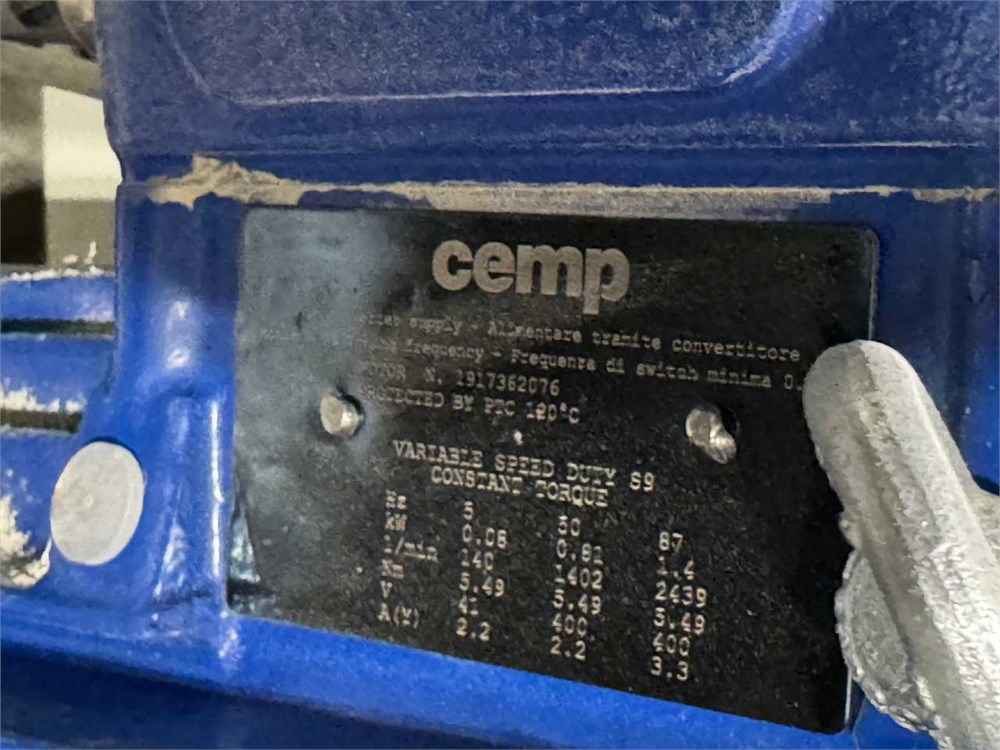 cemp
supply - Alimentare tramite convertitore
frequency - Frequenza di switch minima 0.
MOTOR N. 1917362076
PROTECTED BY PTC °C
VARIABLE SPEED DUTY S9
CONSTANT TORQUE
Hz 5 50 87
kW 0.08 0.81 1.4
1/min 140 1402 2439
Nm 5.49 5.49 5.49
V 41 400 400
A(Y) 2.2 2.2 3.3